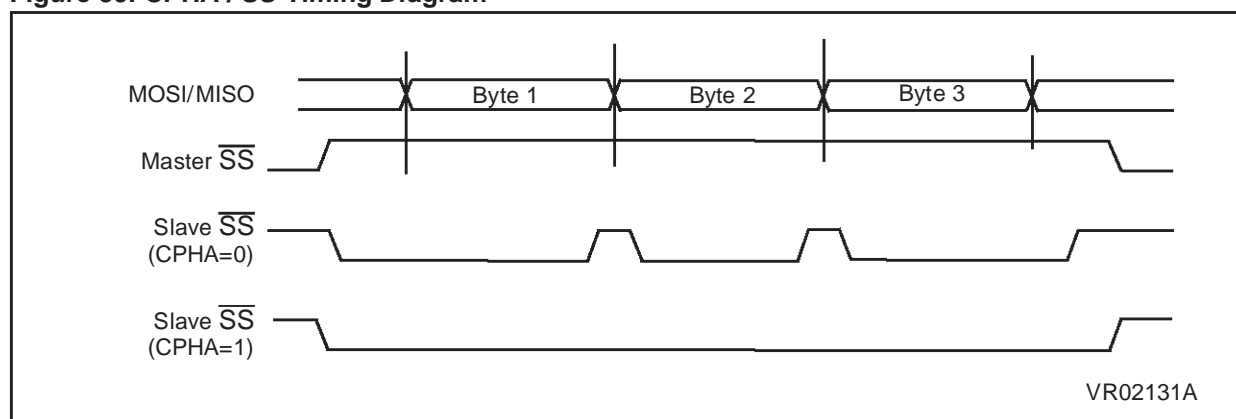 MOSI/MISO
Byte 1
Byte 2
Byte 3
Master SS
Slave SS
(CPHA=0)
Slave SS
(CPHA=1)
VR02131A